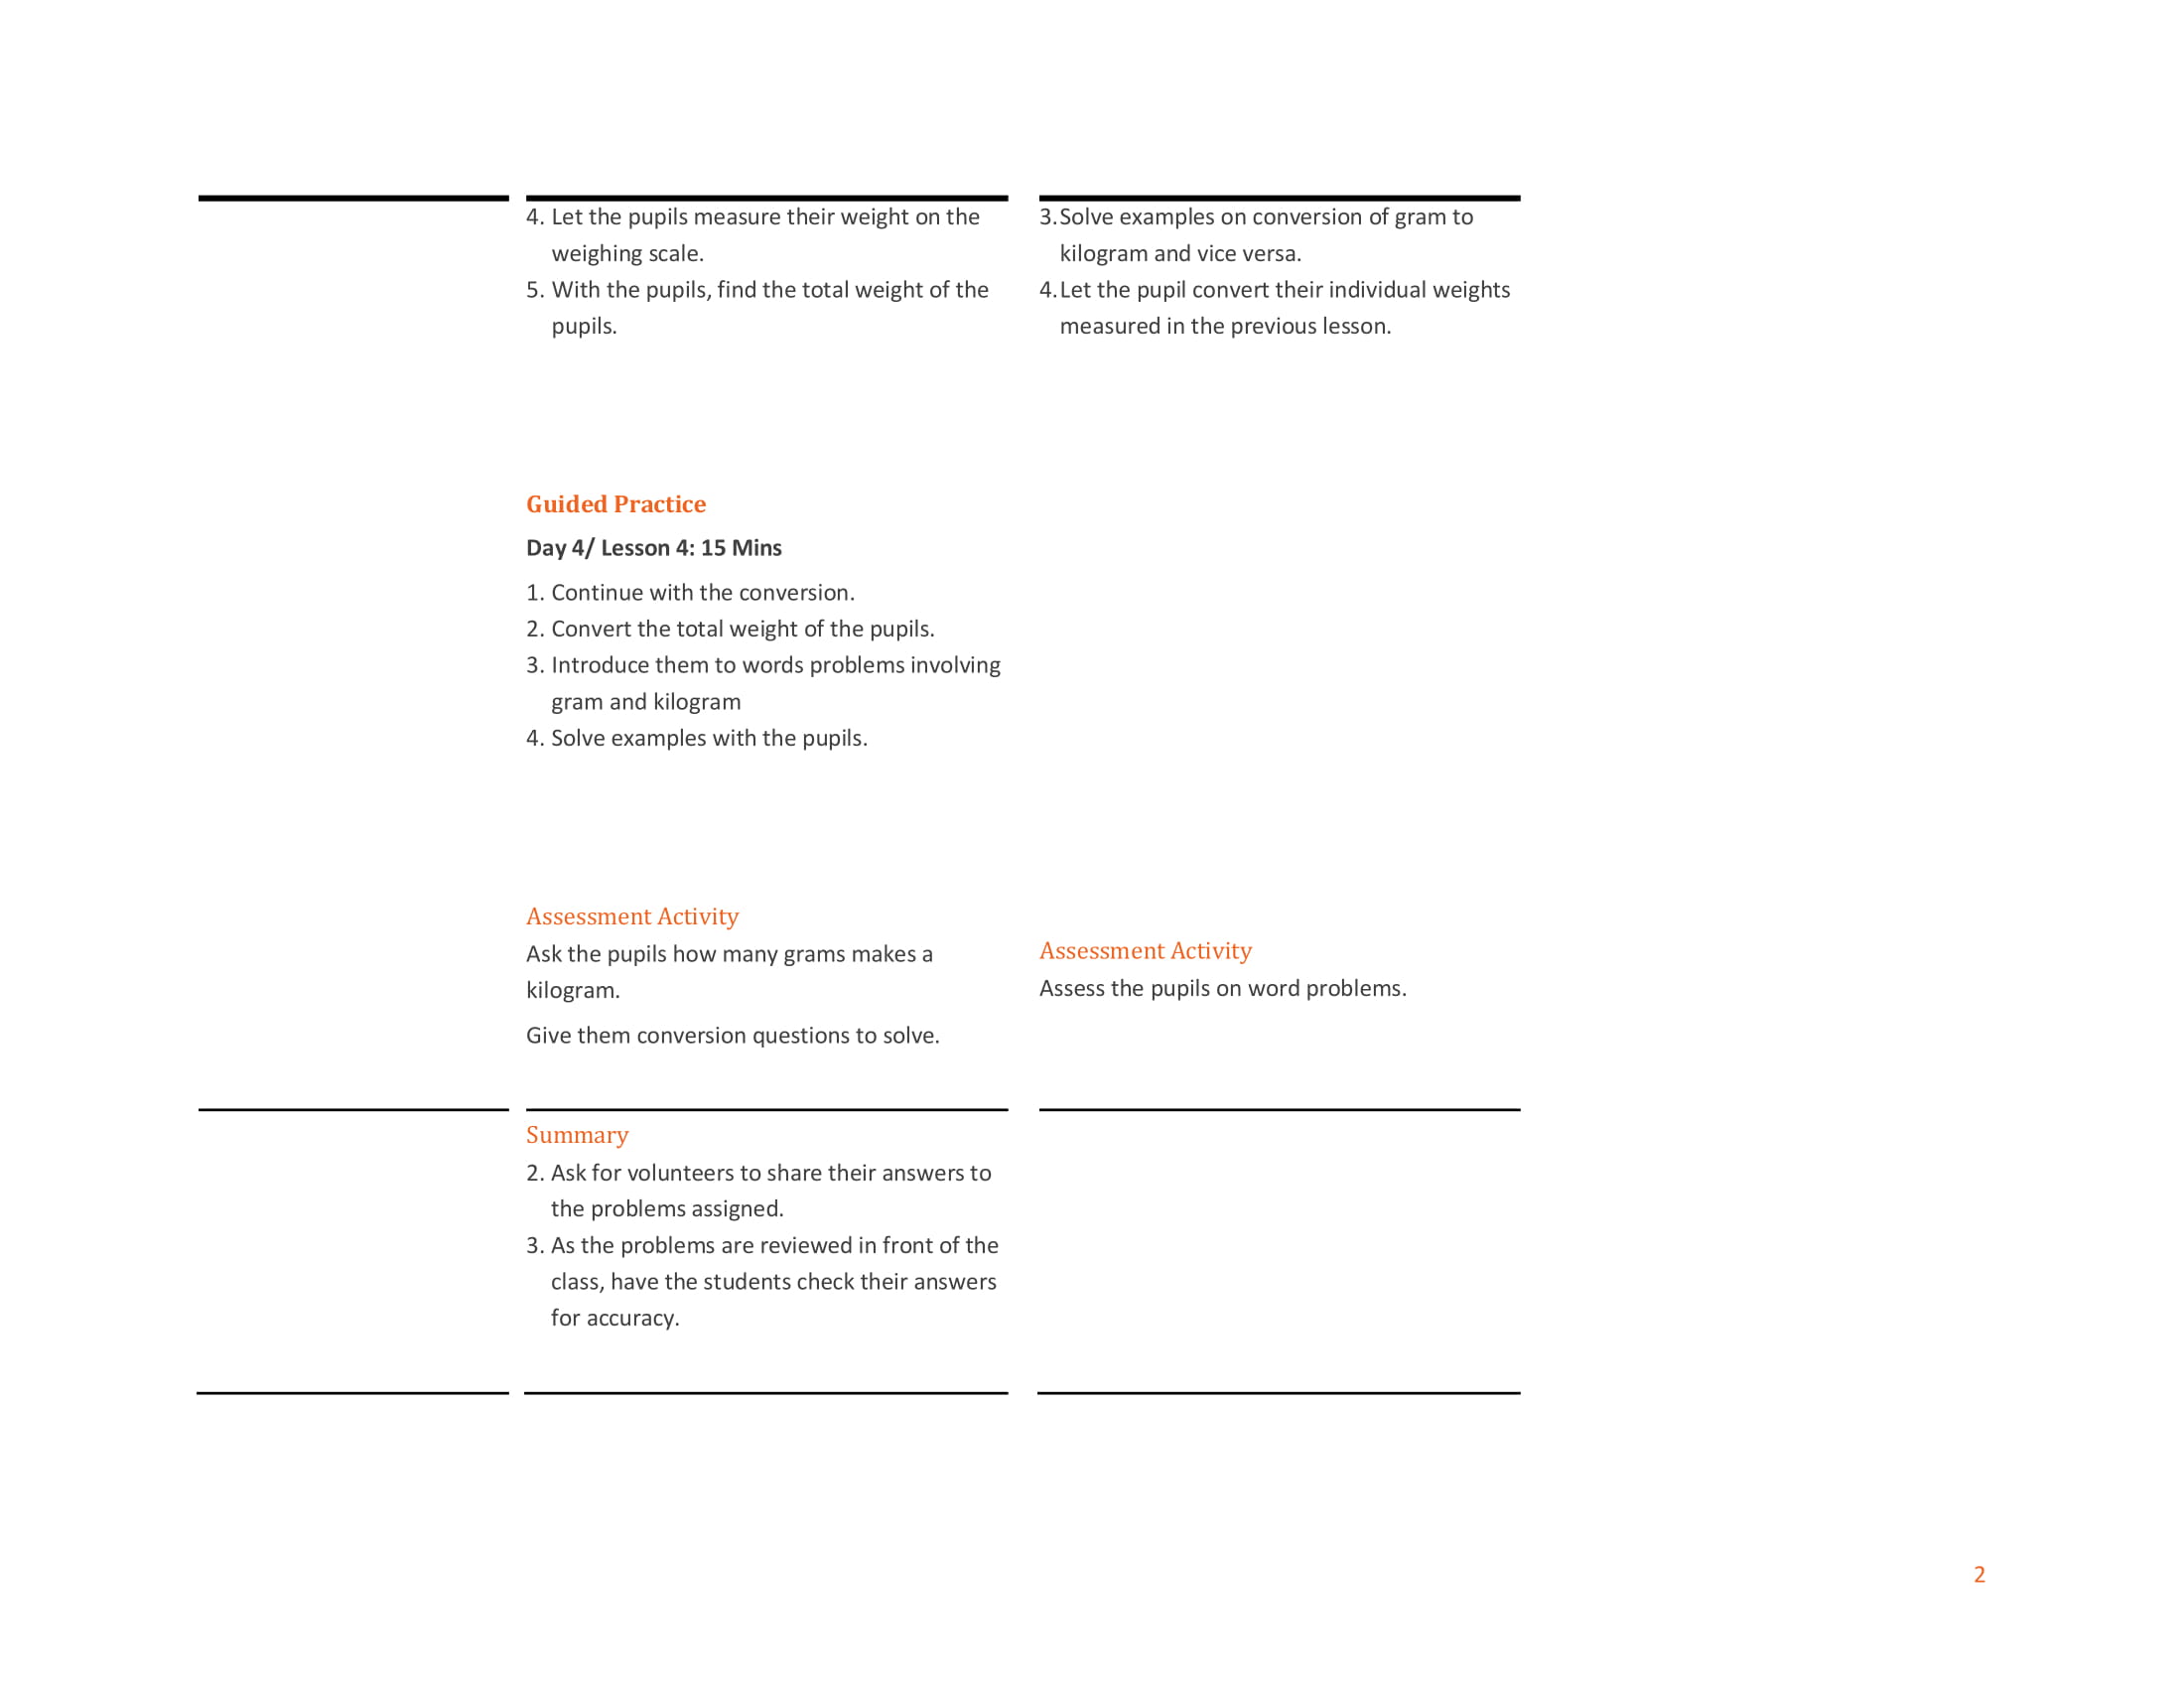 4. Let the pupils measure their weight on the
weighing scale.
5. With the pupils, find the total weight of the
pupils.
3. Solve examples on conversion of gram to
kilogram and vice versa.
4. Let the pupil convert their individual weights
measured in the previous lesson.
Guided Practice
Day 4/ Lesson 4: 15 Mins
1. Continue with the conversion.
2. Convert the total weight of the pupils.
3. Introduce them to words problems involving
gram and kilogram
4. Solve examples with the pupils.
Assessment Activity
Ask the pupils how many grams makes a
kilogram.
Give them conversion questions to solve.
Assessment Activity
Assess the pupils on word problems.
Summary
2. Ask for volunteers to share their answers to
the problems assigned.
3. As the problems are reviewed in front of the
class, have the students check their answers
for accuracy.
2